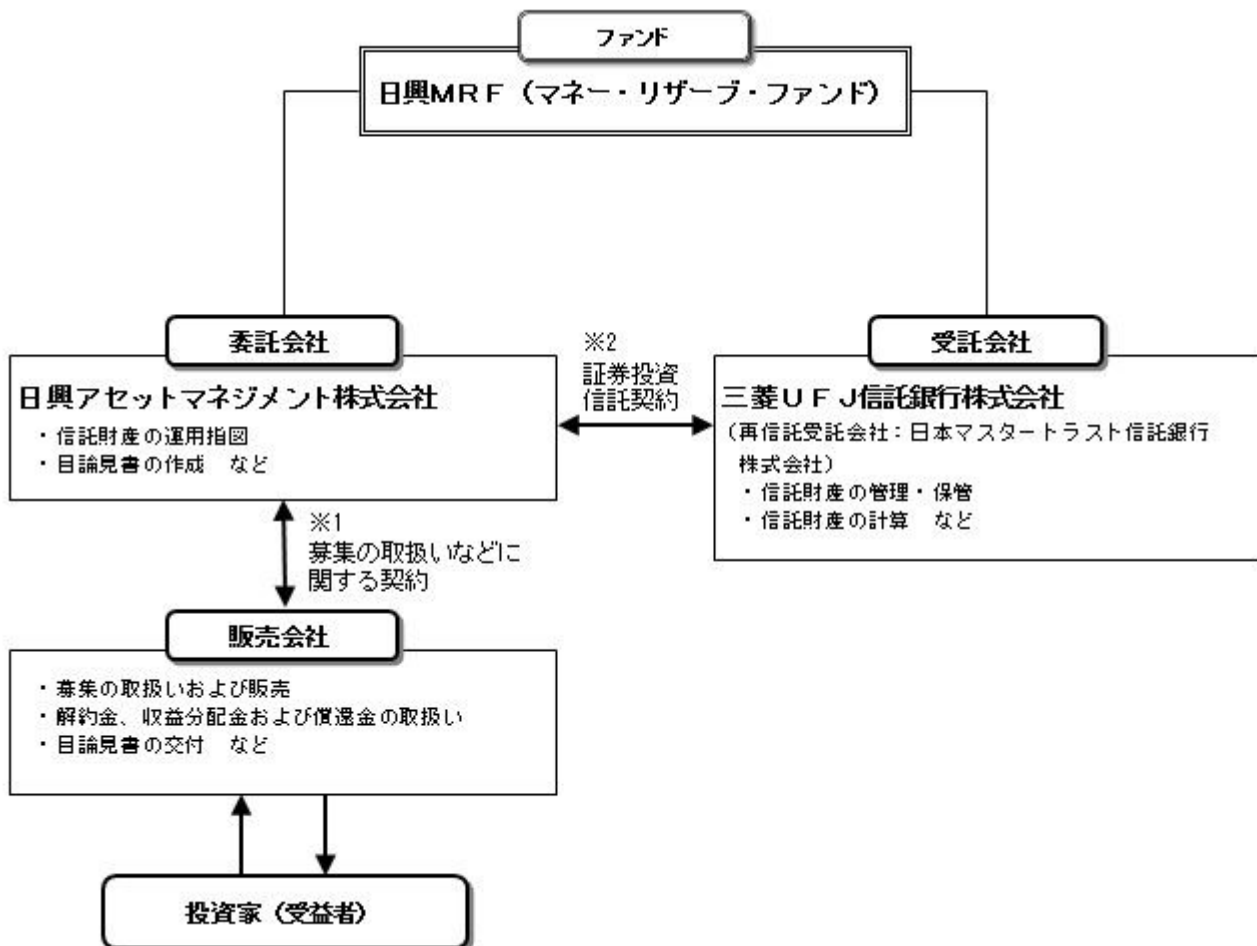 ファンド
日興MRF（マネー・リザーブ・ファンド）
委託会社
日興アセットマネジメント株式会社
・信託財産の運用指図
・目論見書の作成　など
※2
証券投資
信託契約
受託会社
三菱UFJ信託銀行株式会社
（再信託受託会社：日本マスタートラスト信託銀行
株式会社）
・信託財産の管理・保管
・信託財産の計算　など
※1
募集の取扱いなどに
関する契約
販売会社
・募集の取扱いおよび販売
・解約金、収益分配金および償還金の取扱い
・目論見書の交付　など
投資家（受益者）